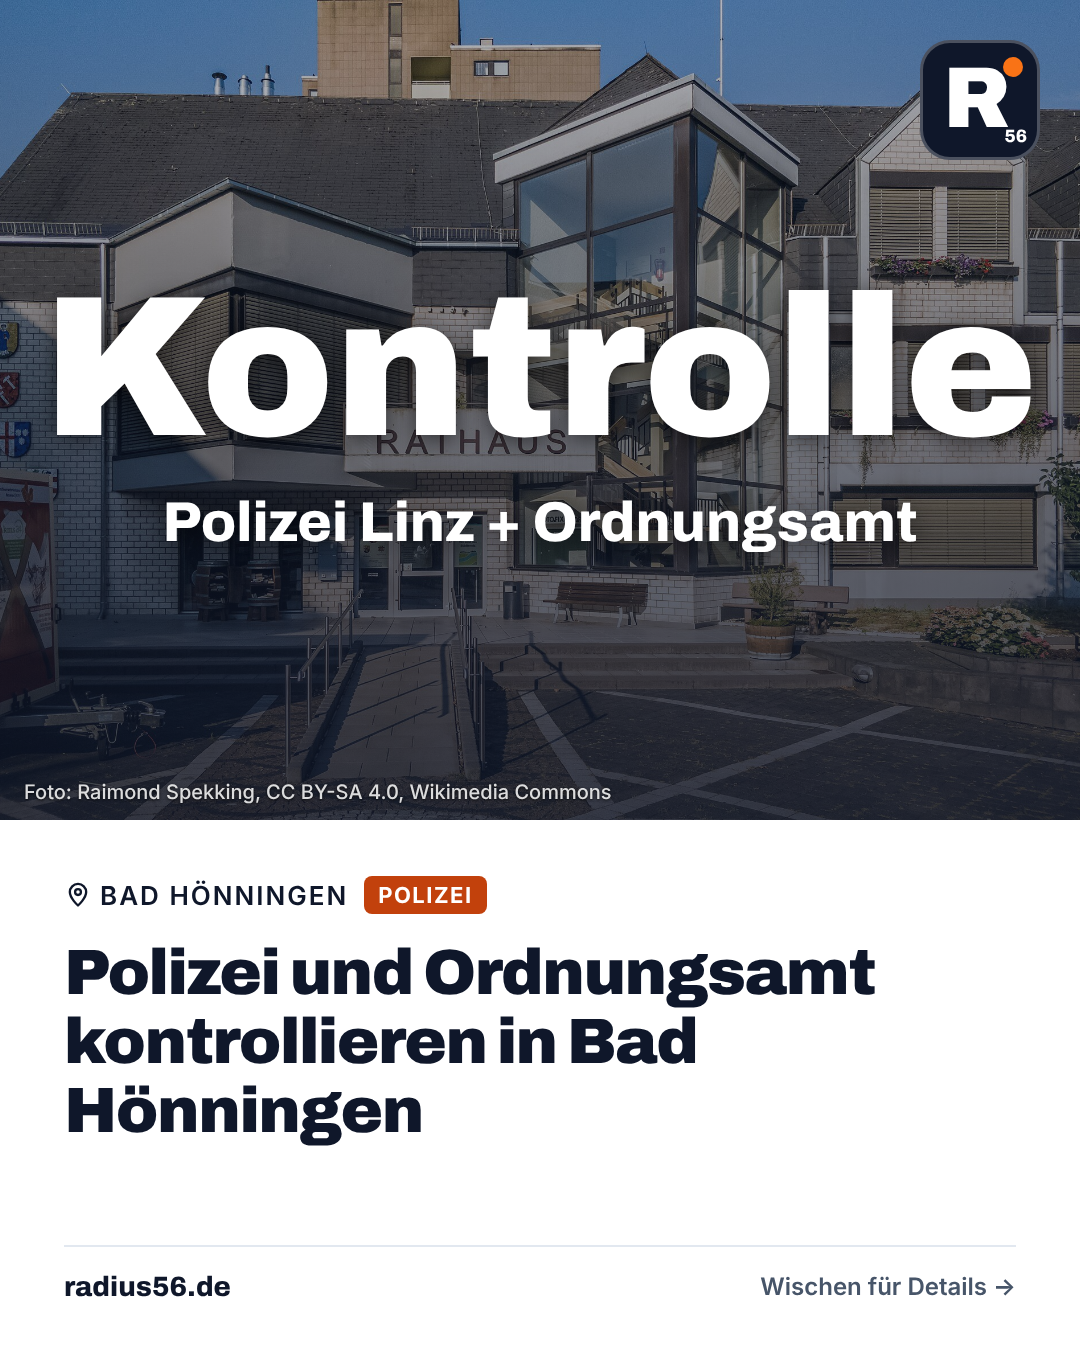 R
56
Kontrolle
RATHAUS
Polizei Linz + Ordnungsamt
Foto: Raimond Spekking, CC BY-SA 4.0, Wikimedia Commons
BAD HÖNNINGEN POLIZEI
Polizei und Ordnungsamt
kontrollieren in Bad
Hönningen
radius56.de Wischen für Details →